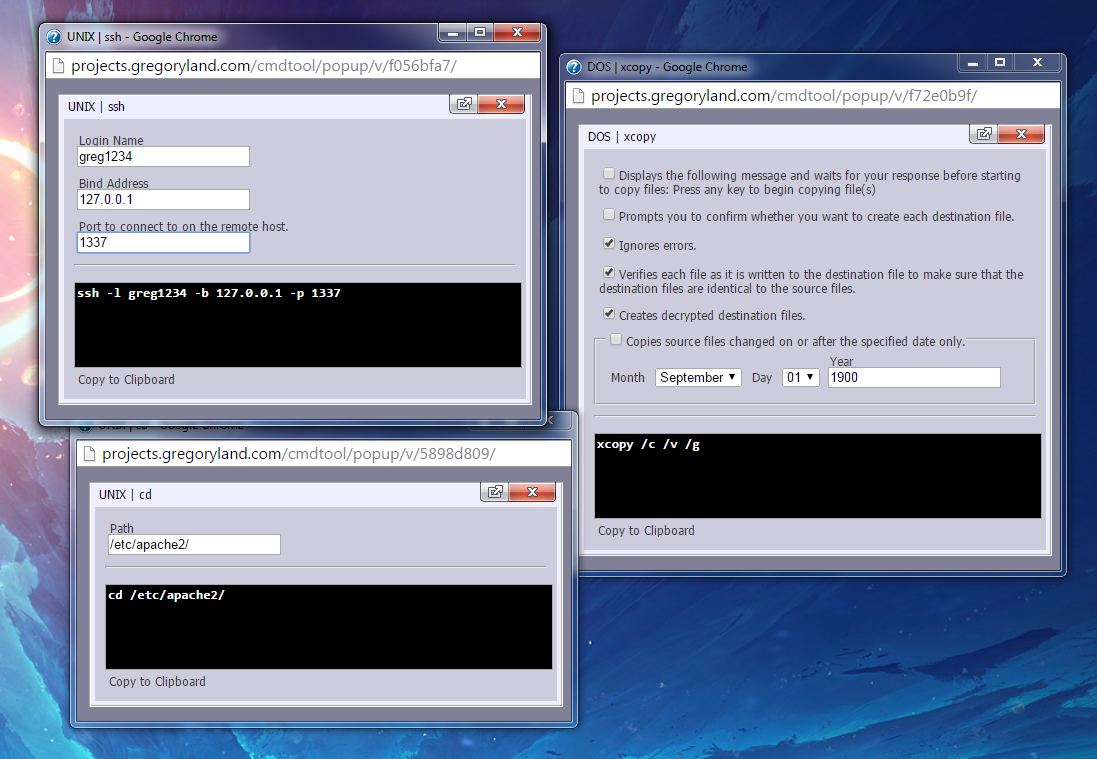 UNIX | ssh - Google Chrome
projects.gregoryland.com/cmdtool/popup/v/f056bfa7/
UNIX | ssh
Login Name
greg1234
Bind Address
127.0.0.1
Port to connect to on the remote host.
1337
ssh -l greg1234 -b 127.0.0.1 -p 1337
Copy to Clipboard
DOS | xcopy - Google Chrome
projects.gregoryland.com/cmdtool/popup/v/f72e0b9f/
DOS | xcopy
Displays the following message and waits for your response before starting
to copy files: Press any key to begin copying file(s)
Prompts you to confirm whether you want to create each destination file.
Ignores errors.
Verifies each file as it is written to the destination file to make sure that the
destination files are identical to the source files.
Creates decrypted destination files.
Copies source files changed on or after the specified date only.
Year
Month September Day 01 1900
xcopy /c /v /g
Copy to Clipboard
UNIX | cd - Google Chrome
projects.gregoryland.com/cmdtool/popup/v/5898d809/
UNIX | cd
Path
/etc/apache2/
cd /etc/apache2/
Copy to Clipboard